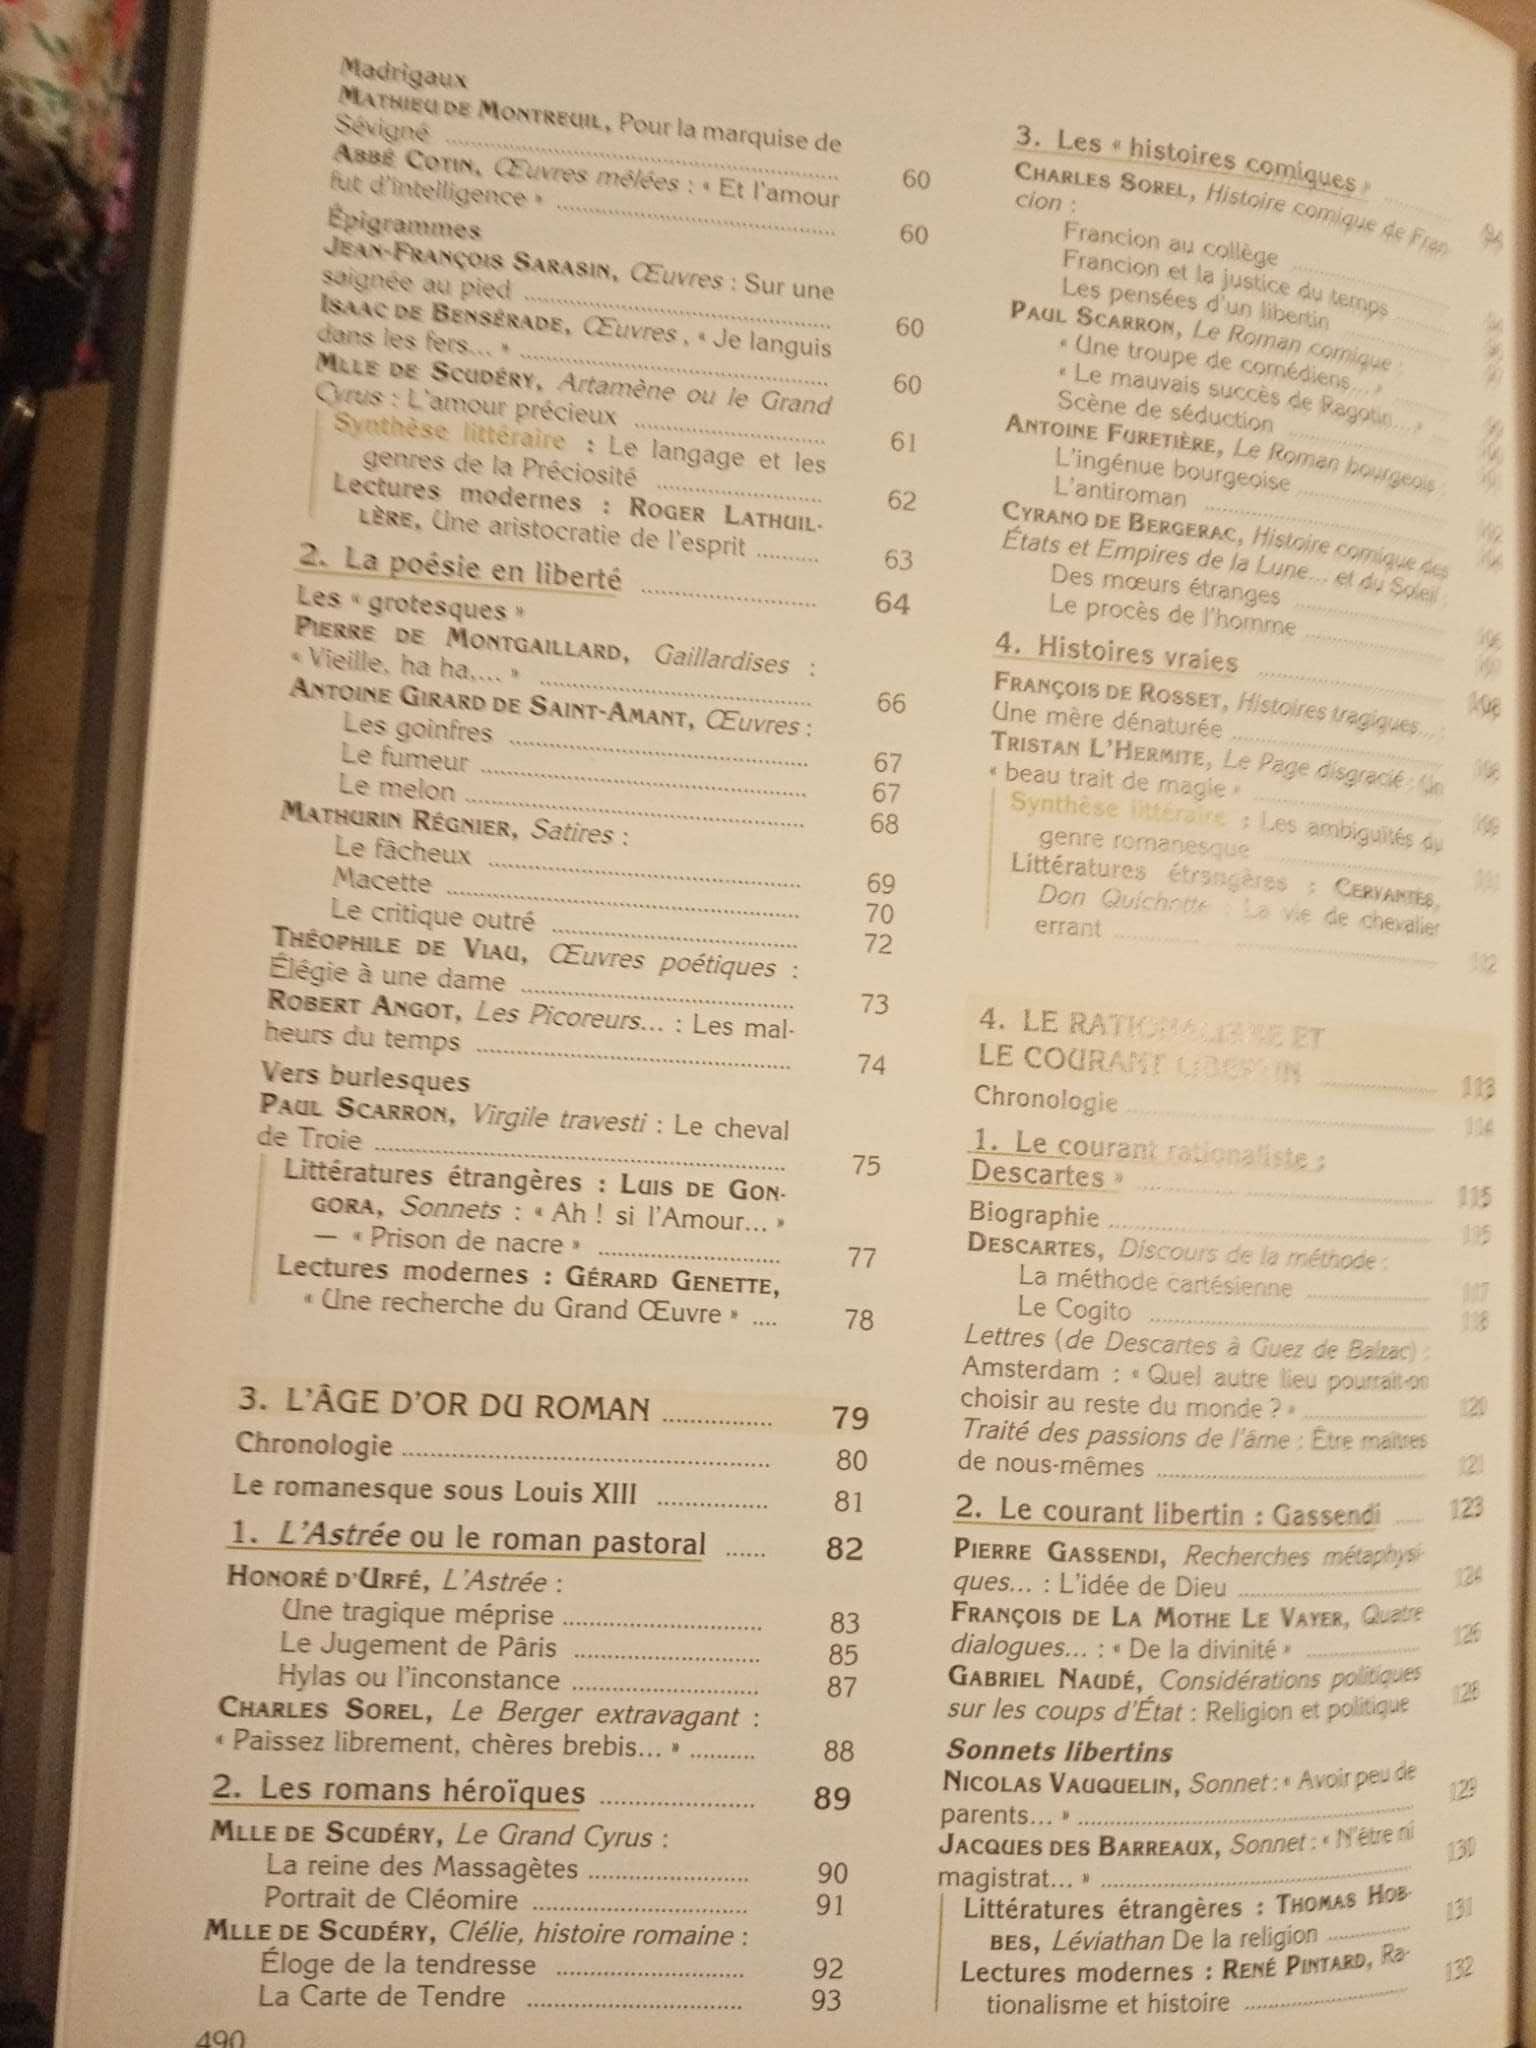 Madrigaux
MATHIEU DE MONTREUIL, Pour la marquise de
Sévigné .......... 60
ABBÉ COTIN, Œuvres mêlées : « Et l'amour
fut d'intelligence » .......... 60
Épigrammes
JEAN-FRANÇOIS SARASIN, Œuvres : Sur une
saignée au pied .......... 60
ISAAC DE BENSÉRADE, Œuvres, « Je languis
dans les fers... » .......... 60
MLLE DE SCUDÉRY, Artamène ou le Grand
Cyrus : L'amour précieux .......... 61
Synthèse littéraire : Le langage et les
genres de la Préciosité .......... 62
Lectures modernes : ROGER LATHUIL-
LÈRE, Une aristocratie de l'esprit .......... 63
2. La poésie en liberté .......... 64
Les « grotesques »
PIERRE DE MONTGAILLARD, Gaillardises :
« Vieille, ha ha,... » .......... 66
ANTOINE GIRARD DE SAINT-AMANT, Œuvres :
Les goinfres .......... 67
Le fumeur .......... 67
Le melon .......... 68
MATHURIN RÉGNIER, Satires :
Le fâcheux .......... 69
Macette .......... 70
Le critique outré .......... 72
THÉOPHILE DE VIAU, Œuvres poétiques :
Élégie à une dame .......... 73
ROBERT ANGOT, Les Picoreurs... : Les mal-
heurs du temps .......... 74
Vers burlesques
PAUL SCARRON, Virgile travesti : Le cheval
de Troie .......... 75
Littératures étrangères : LUIS DE GON-
GORA, Sonnets : « Ah ! si l'Amour... »
— « Prison de nacre » .......... 77
Lectures modernes : GÉRARD GENETTE,
« Une recherche du Grand Œuvre » .... 78
3. L'ÂGE D'OR DU ROMAN .......... 79
Chronologie .......... 80
Le romanesque sous Louis XIII .......... 81
1. L'Astrée ou le roman pastoral ...... 82
HONORÉ D'URFÉ, L'Astrée :
Une tragique méprise .......... 83
Le Jugement de Pâris .......... 85
Hylas ou l'inconstance .......... 87
CHARLES SOREL, Le Berger extravagant :
« Paissez librement, chères brebis... » .......... 88
2. Les romans héroïques .......... 89
MLLE DE SCUDÉRY, Le Grand Cyrus :
La reine des Massagètes .......... 90
Portrait de Cléomire .......... 91
MLLE DE SCUDÉRY, Clélie, histoire romaine :
Éloge de la tendresse .......... 92
La Carte de Tendre .......... 93
490
3. Les « histoires comiques » ..........
CHARLES SOREL, Histoire comique de Fran-
cion :
Francion au collège ..........
Francion et la justice du temps ..........
Les pensées d'un libertin
PAUL SCARRON, Le Roman comique :
« Une troupe de comédiens... »
« Le mauvais succès de Ragotin... »
Scène de séduction ..........
ANTOINE FURETIÈRE, Le Roman bourgeois :
L'ingénue bourgeoise ..........
L'antiroman ..........
CYRANO DE BERGERAC, Histoire comique des
États et Empires de la Lune... et du Soleil :
Des mœurs étranges ..........
Le procès de l'homme ..........
4. Histoires vraies ..........
FRANÇOIS DE ROSSET, Histoires tragiques... :
Une mère dénaturée ..........
TRISTAN L'HERMITE, Le Page disgracié : Un
« beau trait de magie » ..........
Synthèse littéraire : Les ambiguïtés du
genre romanesque ..........
Littératures étrangères : CERVANTÈS,
Don Quichotte : La vie de chevalier
errant .......... 112
4. LE RATIONALISME ET
LE COURANT LIBERTIN .......... 113
Chronologie .......... 114
1. Le courant rationaliste :
Descartes » .......... 115
Biographie .......... 115
DESCARTES, Discours de la méthode :
La méthode cartésienne .......... 117
Le Cogito .......... 118
Lettres (de Descartes à Guez de Balzac) :
Amsterdam : « Quel autre lieu pourrait-on
choisir au reste du monde ? » .......... 120
Traité des passions de l'âme : Être maîtres
de nous-mêmes .......... 121
2. Le courant libertin : Gassendi ..... 123
PIERRE GASSENDI, Recherches métaphysi-
ques... : L'idée de Dieu .......... 124
FRANÇOIS DE LA MOTHE LE VAYER, Quatre
dialogues... : « De la divinité » .......... 126
GABRIEL NAUDÉ, Considérations politiques
sur les coups d'État : Religion et politique 128
Sonnets libertins
NICOLAS VAUQUELIN, Sonnet : « Avoir peu de
parents... » .......... 129
JACQUES DES BARREAUX, Sonnet : « N'être ni
magistrat... » .......... 130
Littératures étrangères : THOMAS HOB-
BES, Léviathan De la religion .......... 131
Lectures modernes : RENÉ PINTARD, Ra-
tionalisme et histoire .......... 132